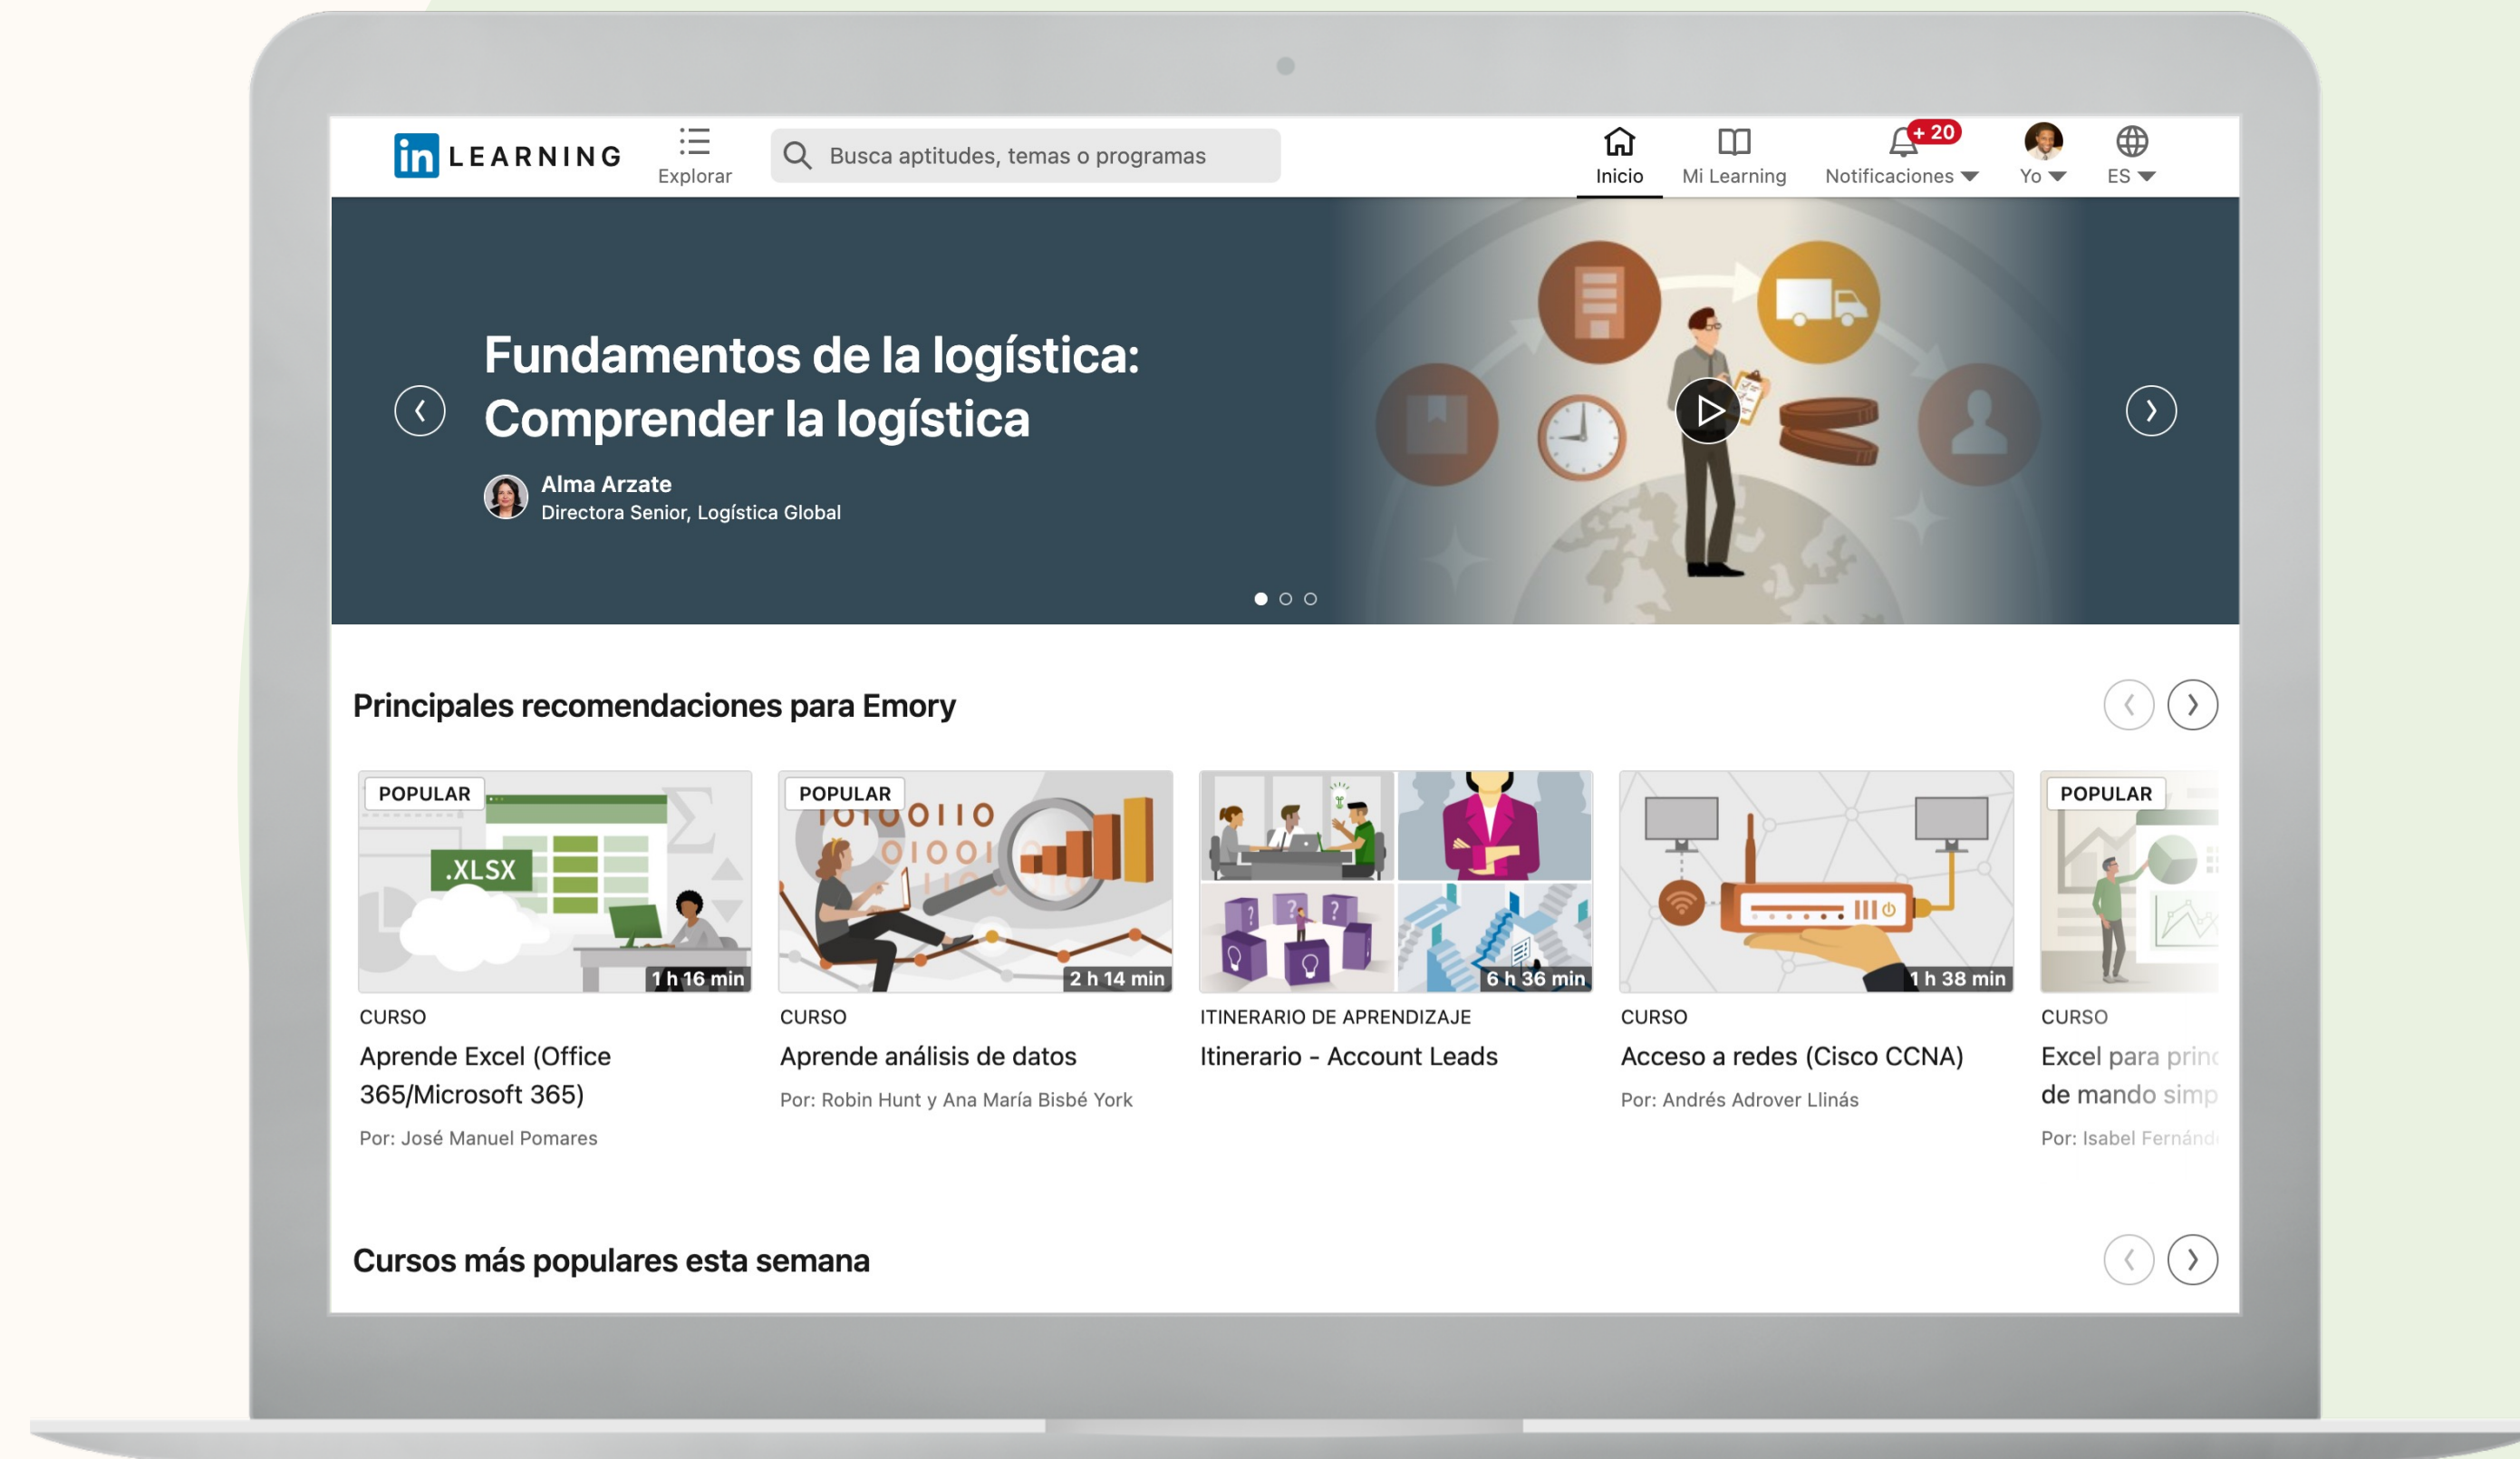 in LEARNING
Explorar
Busca aptitudes, temas o programas
Inicio
Mi Learning
+ 20
Notificaciones
Yo
ES
Fundamentos de la logística:
Comprender la logística
Alma Arzate
Directora Senior, Logística Global
Principales recomendaciones para Emory
POPULAR
.XLSX
1 h 16 min
CURSO
Aprende Excel (Office
365/Microsoft 365)
Por: José Manuel Pomares
POPULAR
10100110
01001
2 h 14 min
CURSO
Aprende análisis de datos
Por: Robin Hunt y Ana María Bisbé York
6 h 36 min
ITINERARIO DE APRENDIZAJE
Itinerario - Account Leads
1 h 38 min
CURSO
Acceso a redes (Cisco CCNA)
Por: Andrés Adrover Llinás
POPULAR
CURSO
Excel para
de mando
Por: Isabel
Cursos más populares esta semana